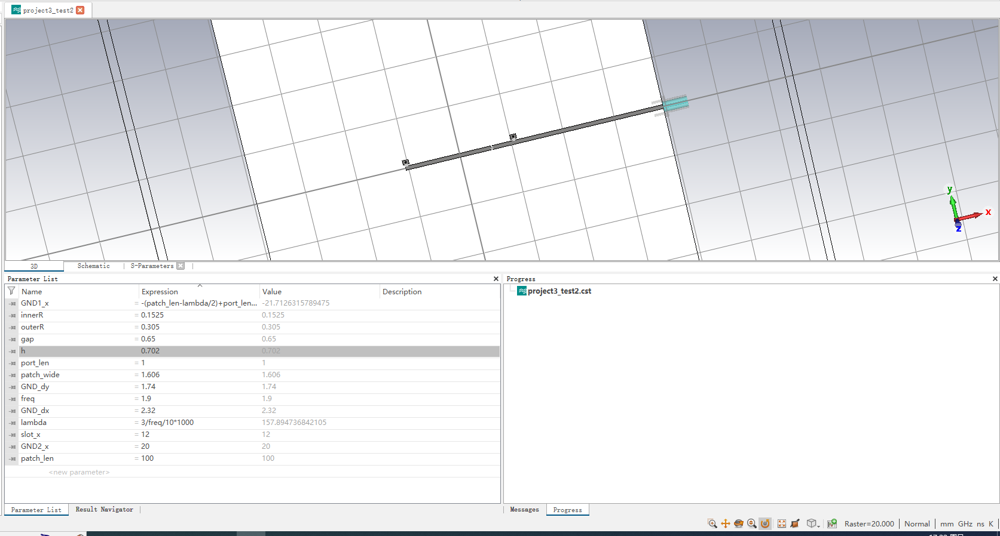 project3_test2
y
x
z
3D Schematic S-Parameters
Parameter List
Name Expression Value Description
GND1_x = -(patch_len-lambda/2)+port_len... -21.7126315789475
innerR = 0.1525 0.1525
outerR = 0.305 0.305
gap = 0.65 0.65
h = 0.702 0.702
port_len = 1 1
patch_wide = 1.606 1.606
GND_dy = 1.74 1.74
freq = 1.9 1.9
GND_dx = 2.32 2.32
lambda = 3/freq/10*1000 157.894736842105
slot_x = 12 12
GND2_x = 20 20
patch_len = 100 100
<new parameter>
Parameter List Result Navigator
Progress
project3_test2.cst
Messages Progress
Raster=20.000 Normal mm GHz ns K